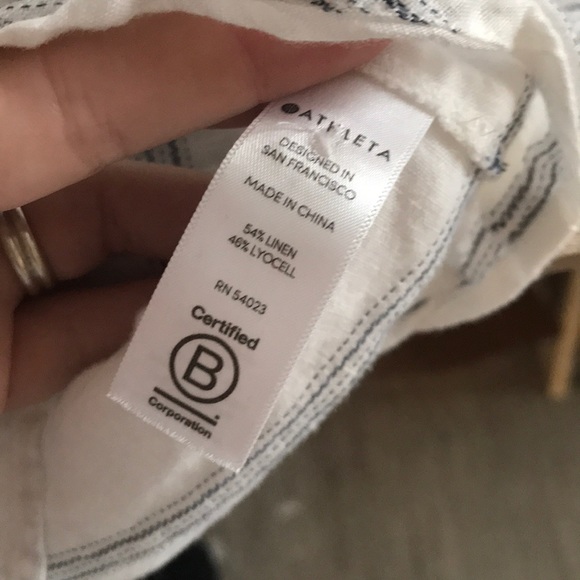 ATHLETA
DESIGNED IN
SAN FRANCISCO
MADE IN CHINA
54% LINEN
46% LYOCELL
RN 54023
Certified
B
Corporation